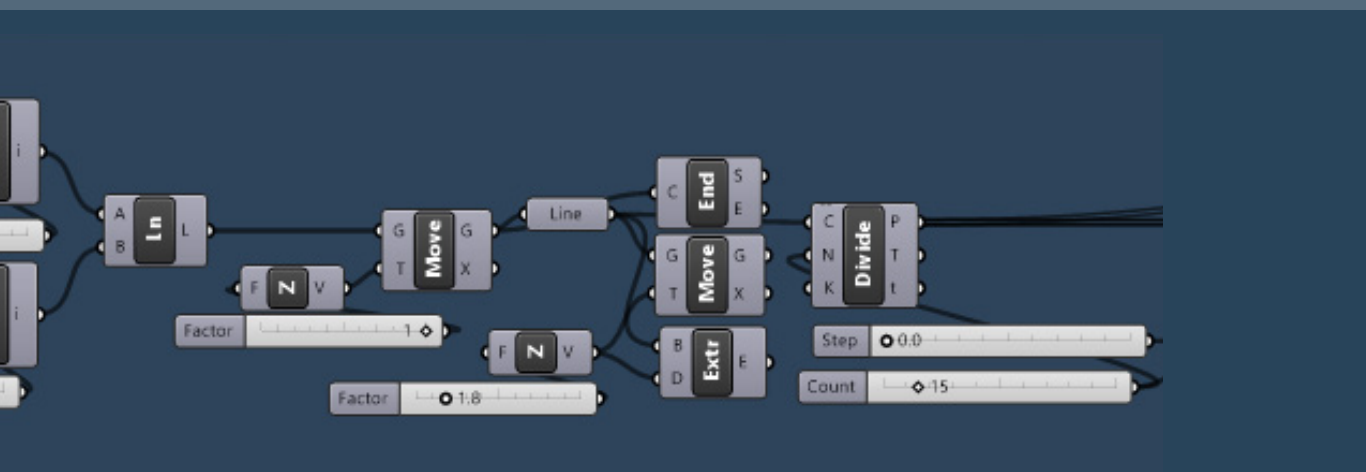 i
A
B
Ln
L
i
F
Z
V
Factor
1
G
T
Move
G
X
Line
F
Z
V
Factor
1.8
C
End
S
E
G
T
Move
G
X
B
D
Extr
E
C
N
K
Divide
P
T
t
Step
0.0
Count
15